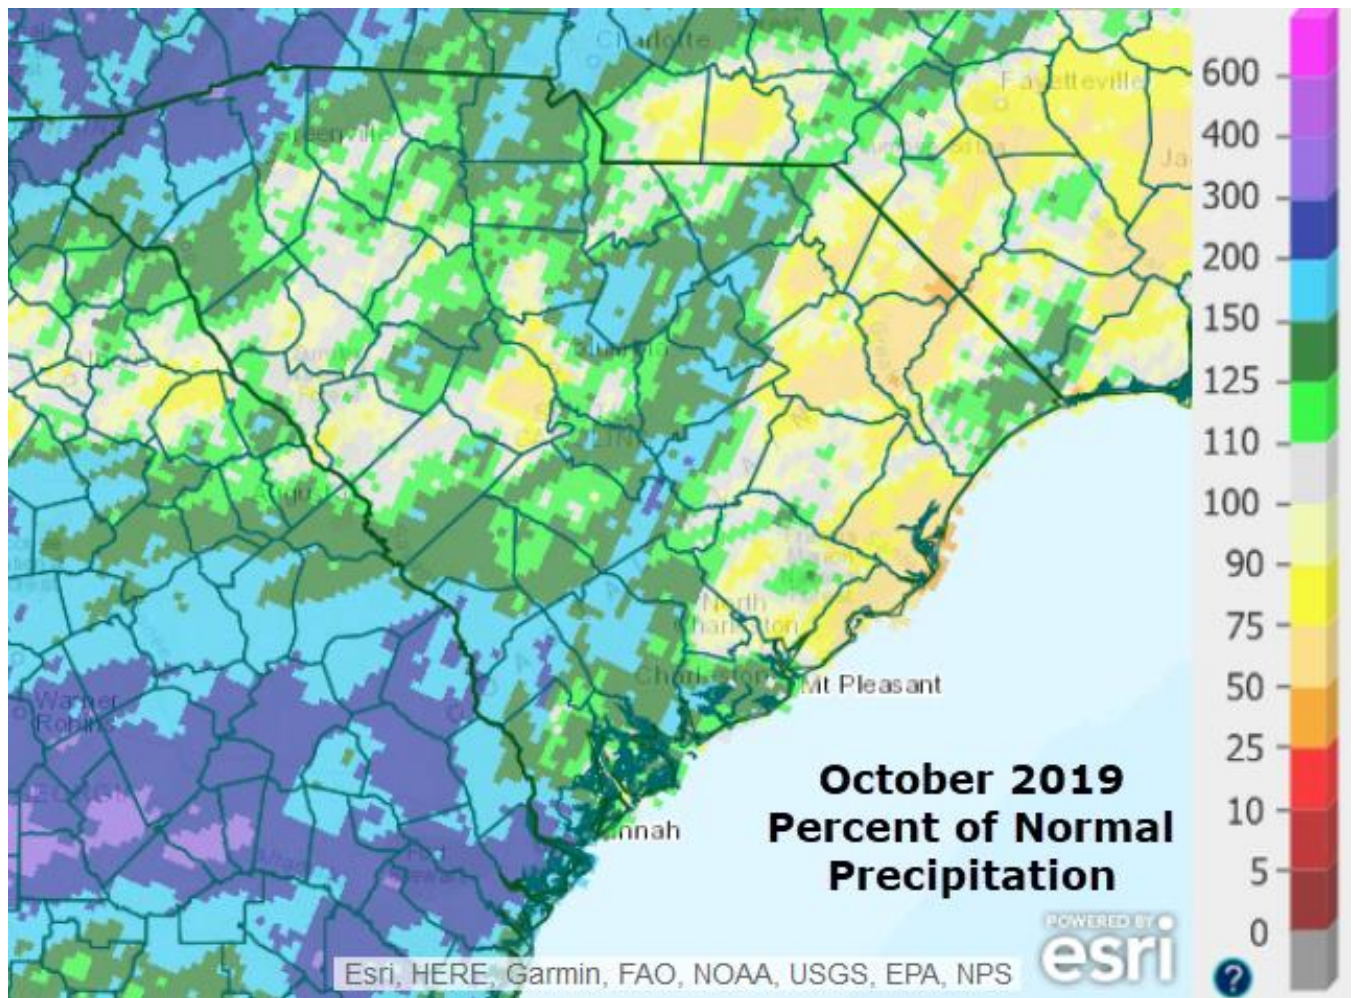 Charlotte
Fayetteville
Greenville
600
400
300
200
150
125
110
100
90
75
50
25
10
5
0
North
Charleston
Charleston
Mt Pleasant
Warner
Robins
nnah
October 2019
Percent of Normal
Precipitation
POWERED BY
esri
Esri, HERE, Garmin, FAO, NOAA, USGS, EPA, NPS
?